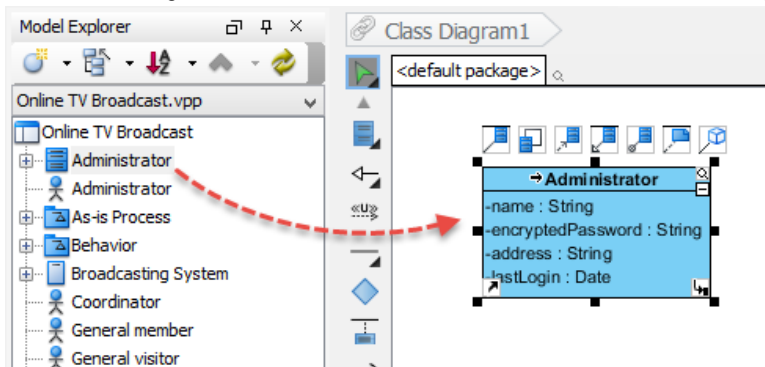 Model Explorer
Online TV Broadcast.vpp
Online TV Broadcast
Administrator
Administrator
As-is Process
Behavior
Broadcasting System
Coordinator
General member
General visitor
Class Diagram1
<default package>
«U»
Administrator
-name : String
-encryptedPassword : String
-address : String
-lastLogin : Date